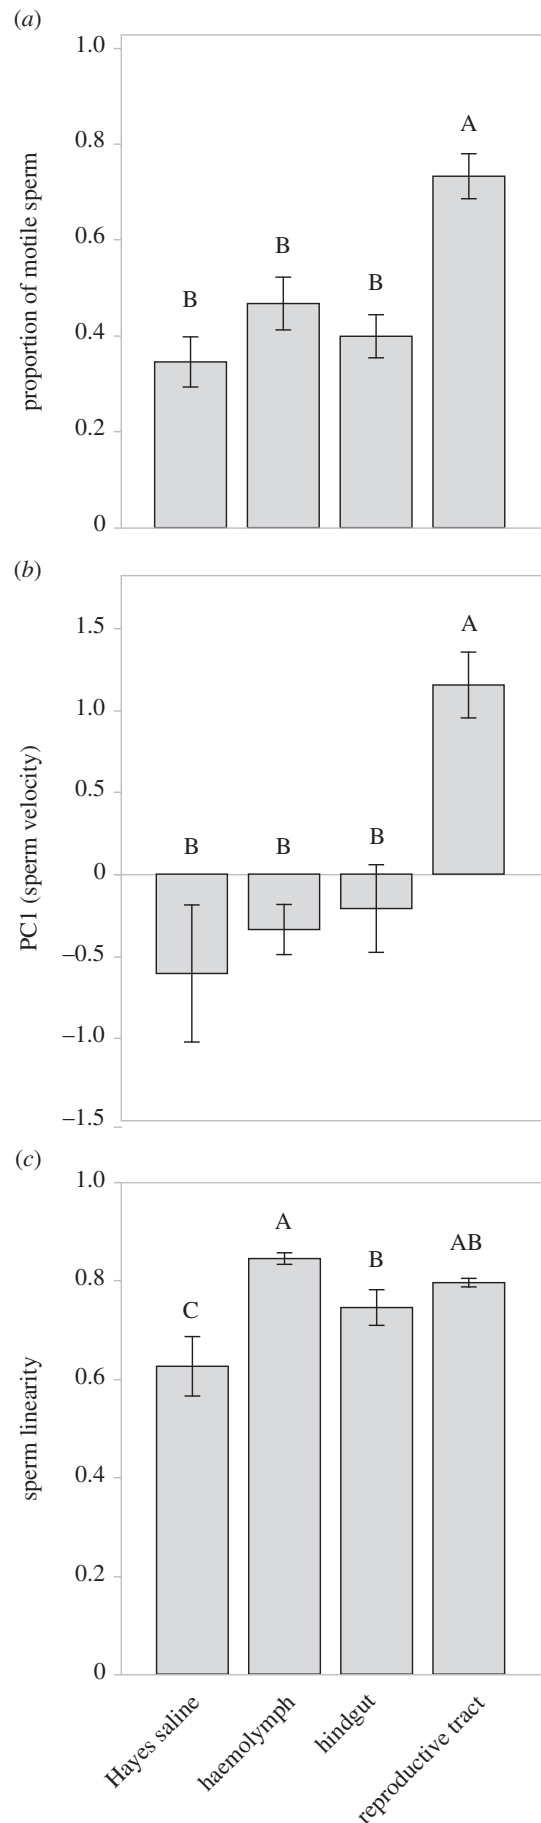 (a)
1.0
0.8
0.6
0.4
0.2
0
proportion of motile sperm
B
B
B
A
(b)
1.5
1.0
0.5
0
–0.5
–1.0
–1.5
PC1 (sperm velocity)
B
B
B
A
(c)
1.0
0.8
0.6
0.4
0.2
0
sperm linearity
C
A
B
AB
Hayes saline
haemolymph
hindgut
reproductive tract